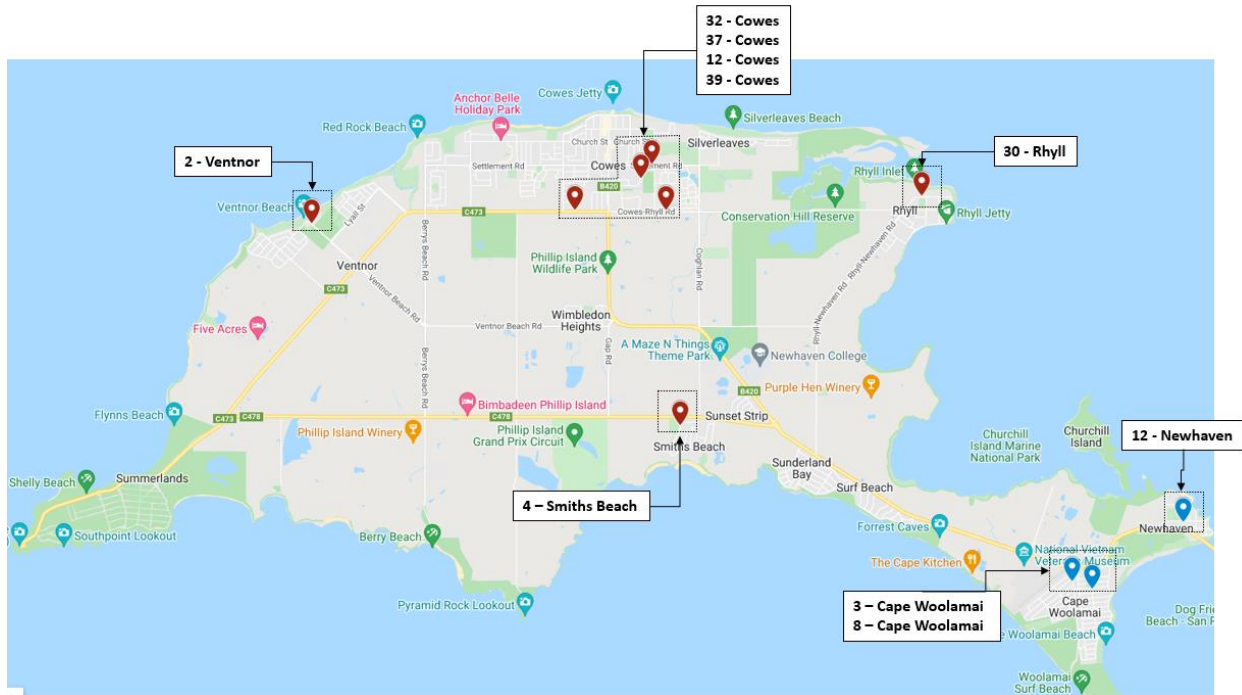 32 - Cowes
37 - Cowes
12 - Cowes
39 - Cowes
Cowes Jetty
Anchor Belle
Holiday Park
Silverleaves Beach
Red Rock Beach
Church St
Church St
Silverleaves
2 - Ventnor
Settlement Rd
Cowes
30 - Rhyll
B420
Rhyll Inlet
Ventnor Beach
Lyall St
C473
Cowes-Rhyll Rd
Conservation Hill Reserve
Rhyll
Rhyll Jetty
Berrys Beach Rd
Coghlan Rd
Rhyll-Newhaven Rd
Ventnor
Phillip Island
Wildlife Park
Ventnor Beach Rd
C473
Wimbledon
Heights
Ventnor Beach Rd
Five Acres
Gap Rd
A Maze N Things
Theme Park
Newhaven College
Berrys Beach Rd
B420
Purple Hen Winery
Bimbadeen Phillip Island
Flynns Beach
C473
C478
C478
Sunset Strip
Phillip Island Winery
Phillip Island
Grand Prix Circuit
Smiths Beach
Churchill
Island Marine
National Park
Churchill
Island
12 - Newhaven
Sunderland
Bay
Surf Beach
Shelly Beach
Summerlands
4 – Smiths Beach
Southpoint Lookout
Berry Beach
Forrest Caves
Newhaven
National Vietnam
Veterans Museum
The Cape Kitchen
Pyramid Rock Lookout
3 – Cape Woolamai
8 – Cape Woolamai
Cape
Woolamai
Dog Frie
Beach - San R
Woolamai Beach
Woolamai
Surf Beach